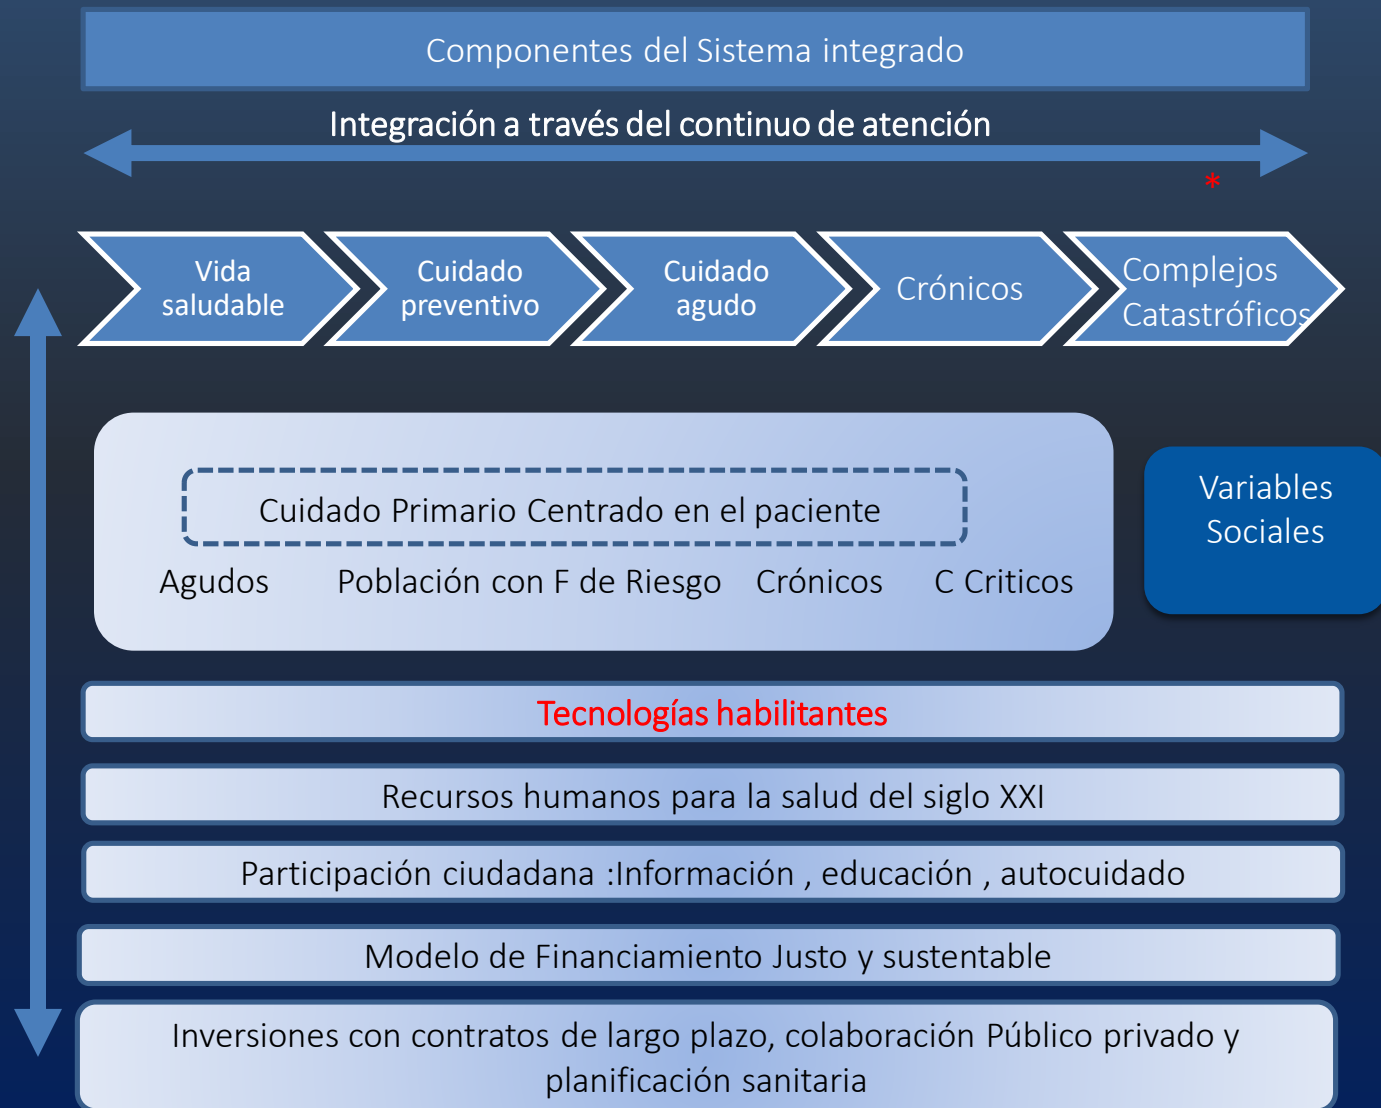 Componentes del Sistema integrado
Integración a través del continuo de atención
*
Vida
saludable
Cuidado
preventivo
Cuidado
agudo
Crónicos
Complejos
Catastróficos
Cuidado Primario Centrado en el paciente
Agudos Población con F de Riesgo Crónicos C Criticos
Variables
Sociales
Tecnologías habilitantes
Recursos humanos para la salud del siglo XXI
Participación ciudadana :Información , educación , autocuidado
Modelo de Financiamiento Justo y sustentable
Inversiones con contratos de largo plazo, colaboración Público privado y
planificación sanitaria